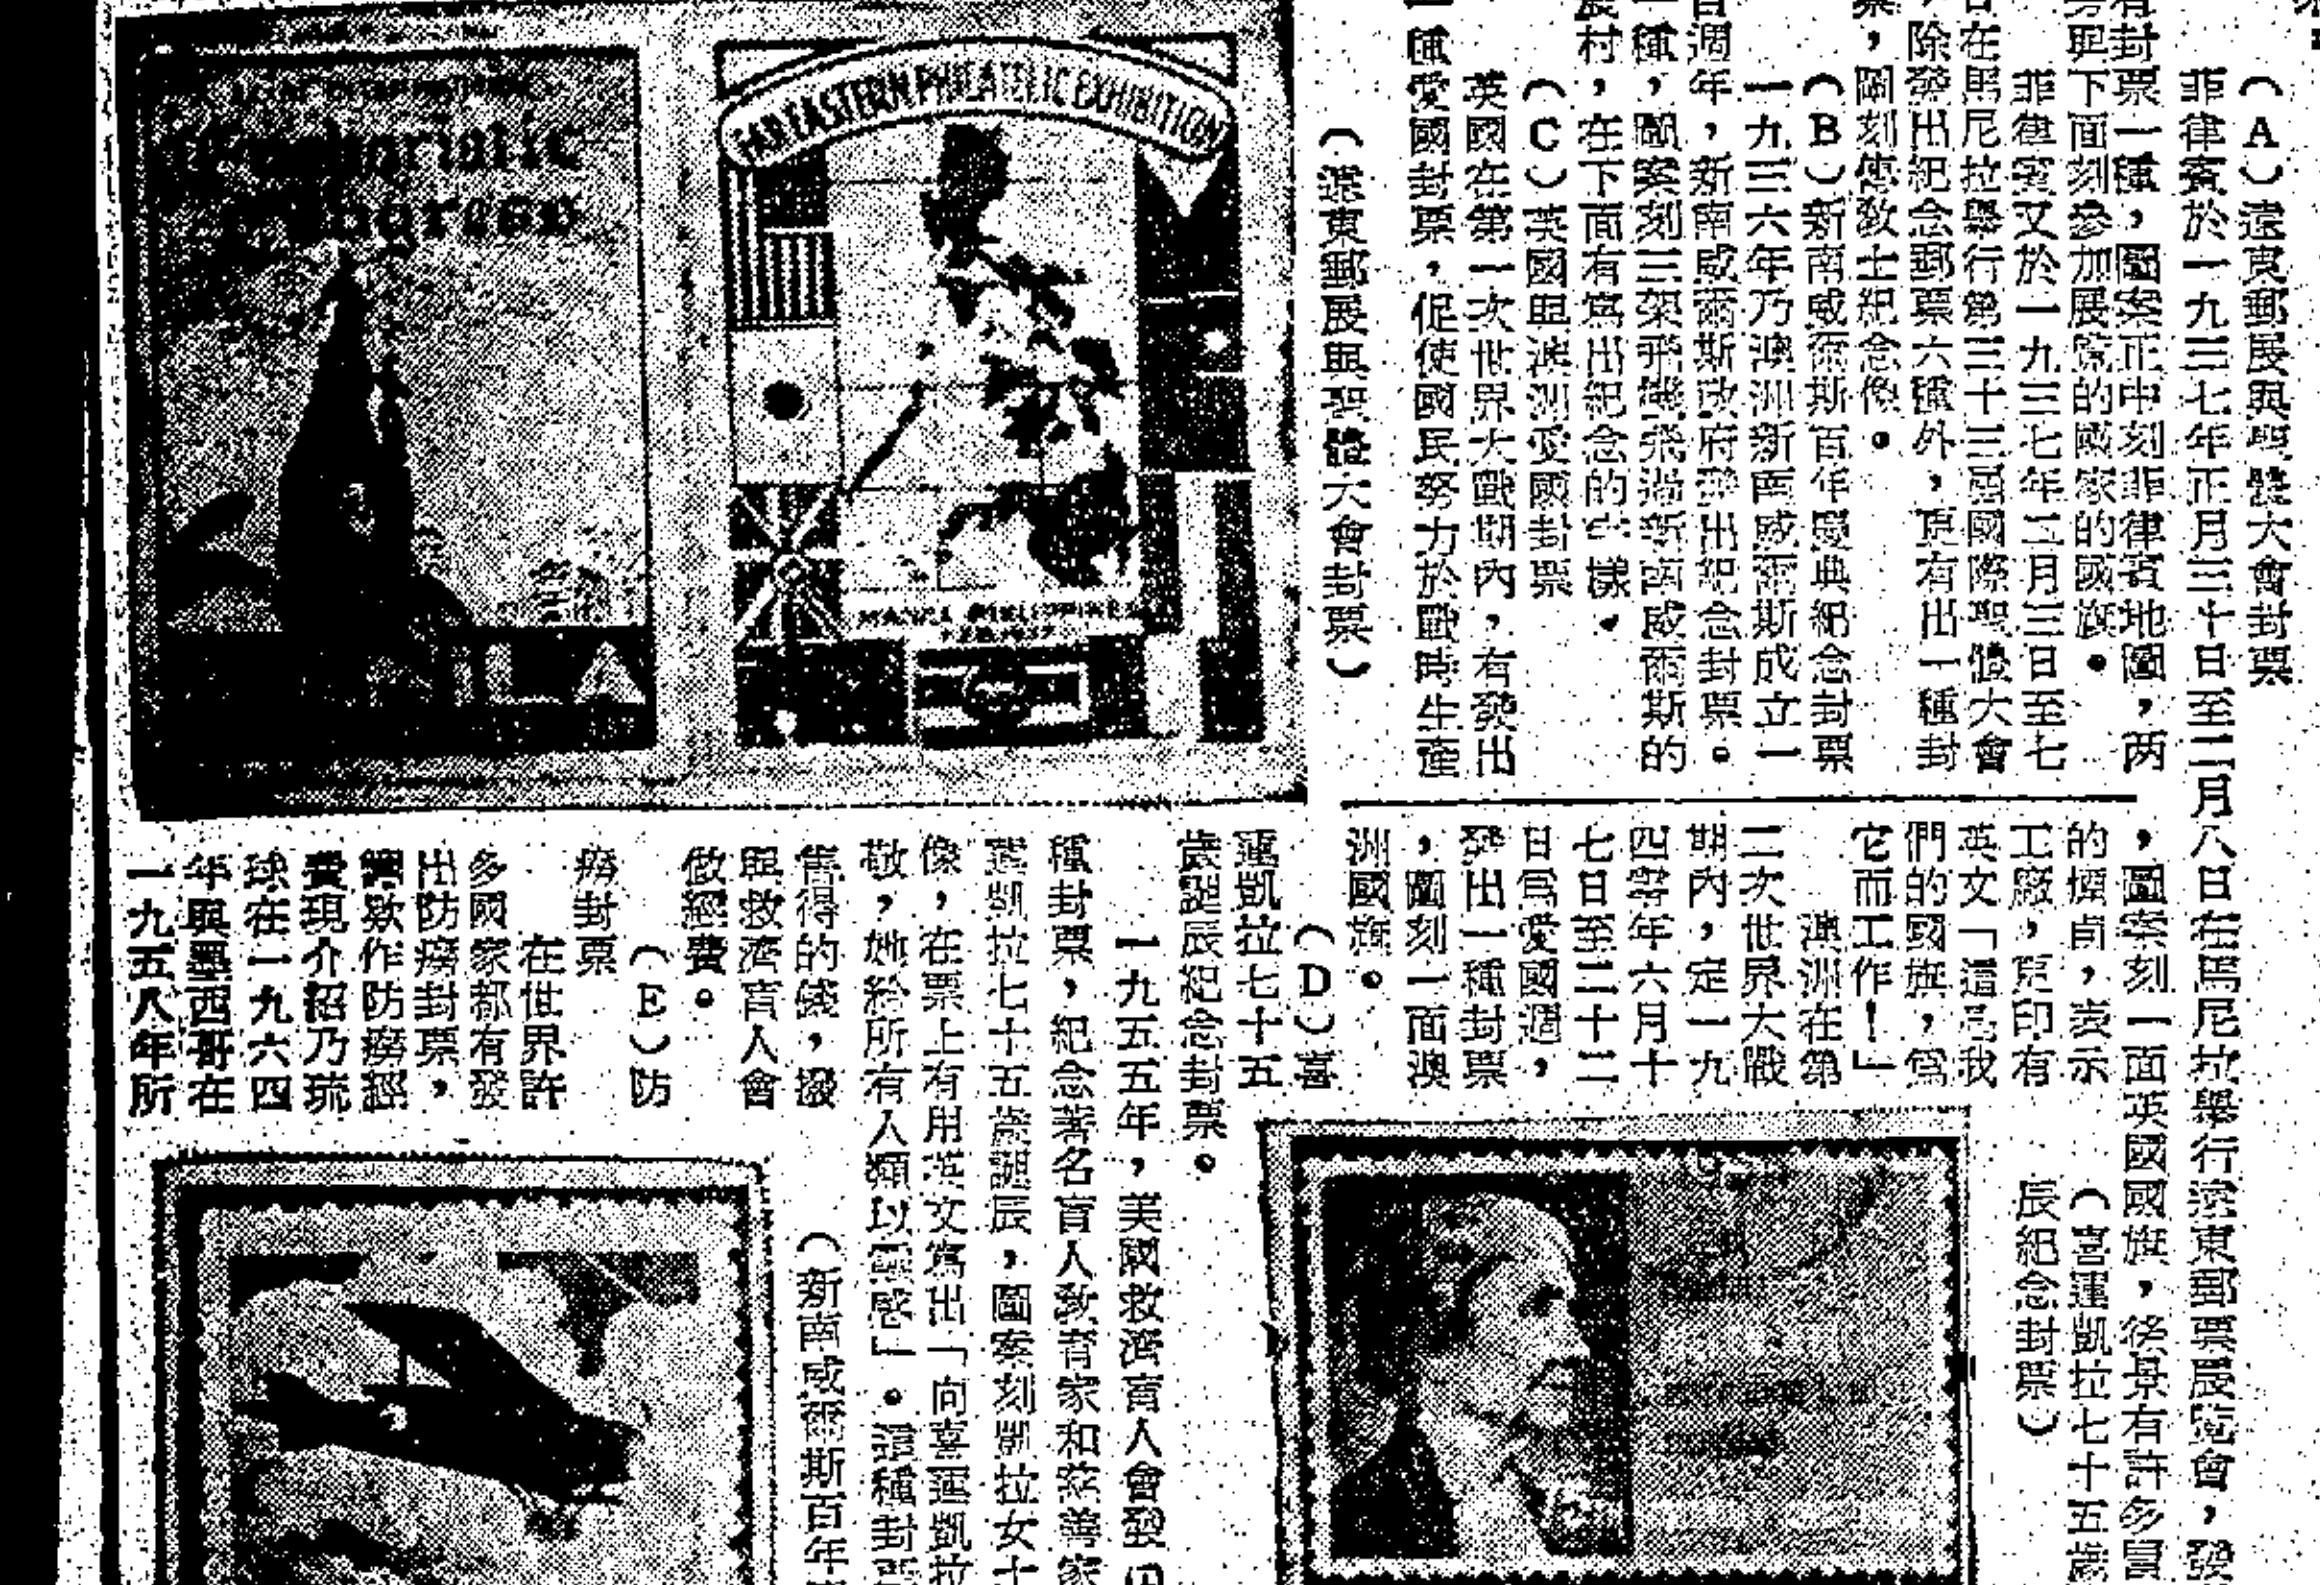 （A）遠東郵展與聖體大會封票
菲律賓於一九三七年正月三十日至二月八日在馬尼拉舉行遠東郵票展覽會，發
有封票一種，圖案正中刻菲律賓地圖，两
旁與下面刻參加展覽的國家的國旗。
菲律賓又於一九三七年二月三日至七
日在馬尼拉舉行第三十三屆國際聖體大會
，除發出紀念郵票六種外，更有出一種封
票，圖刻傳敎士紀念像。
（B）新南威爾斯百年慶典紀念封票
一九三六年乃澳洲新南威爾斯成立一
百週年，新南威爾斯政府發出紀念封票。
一種，圖案刻三架飛機飛過新南威爾斯的
農村，在下面有寫出紀念的字樣。
（C）英國與澳洲愛國封票
英國在第一次世界大戰期內，有發出
一種愛國封票，促使國民努力於戰時生產
（遠東郵展與聖體大會封票）
FAR EASTERN PHILATELIC EXHIBITION
MANILA PHILIPPINES
，圖案刻一面英國國旗，後景有許多
的煙囱，表示
工廠，更印有
英文「這是我
們的國旗，爲
它而工作！」
澳洲在第
二次世界大戰
期內，定一九
四零年六月十
七日至二十二
日爲愛國週，
發出一種封票
，圖刻一面澳
洲國旗。
（D）喜
蓮凱拉七十五
歲誕辰紀念封票。
一九五五年，美國救濟盲人會發出
種封票，紀念著名盲人敎育家和慈善家
蓮凱拉七十五歲誕辰，圖案刻凱拉女士
像，在票上有用英文寫出「向喜蓮凱拉
敬，她給所有人類以靈感」。這種封票
售得的錢，撥
與救濟盲人會
做經費。
（E）防
癆封票
在世界許
多國家都有發
出防癆封票，
籌欵作防癆經
費現介紹乃琉
球在一九六四
年與墨西哥在
一九五八年所
（喜蓮凱拉七十五歲
辰紀念封票）
（新南威爾斯百年